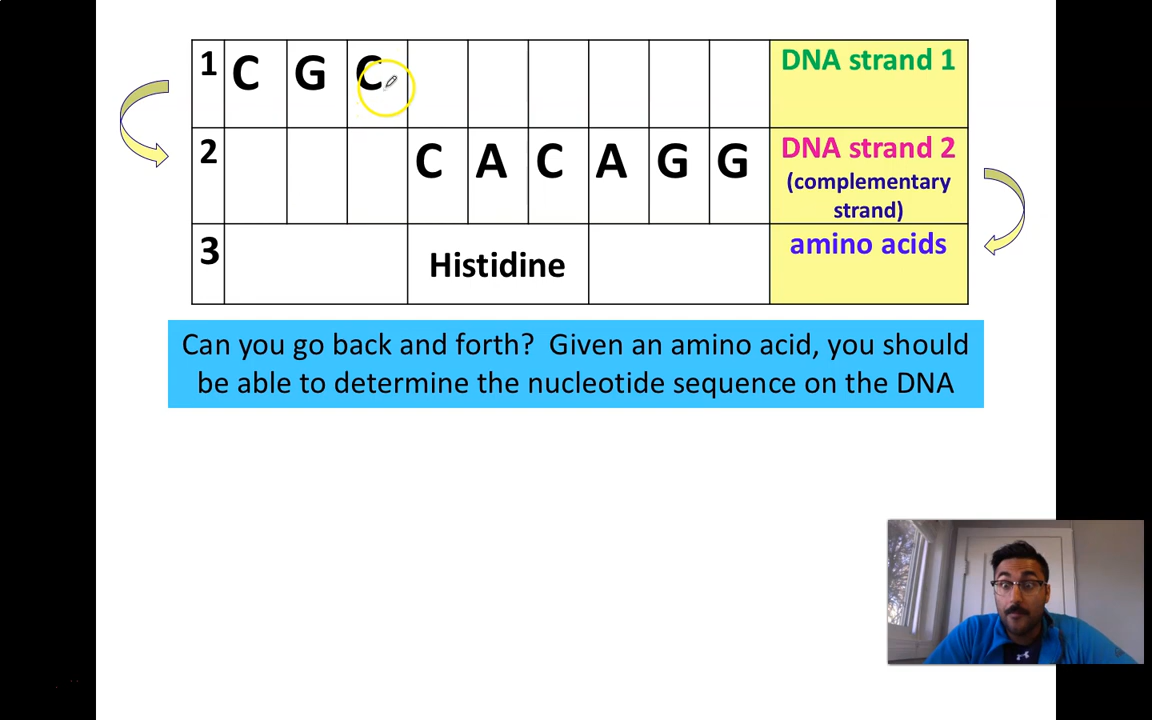 1 C G C DNA strand 1
2 C A C A G G DNA strand 2
(complementary
strand)
3 Histidine amino acids
Can you go back and forth? Given an amino acid, you should
be able to determine the nucleotide sequence on the DNA